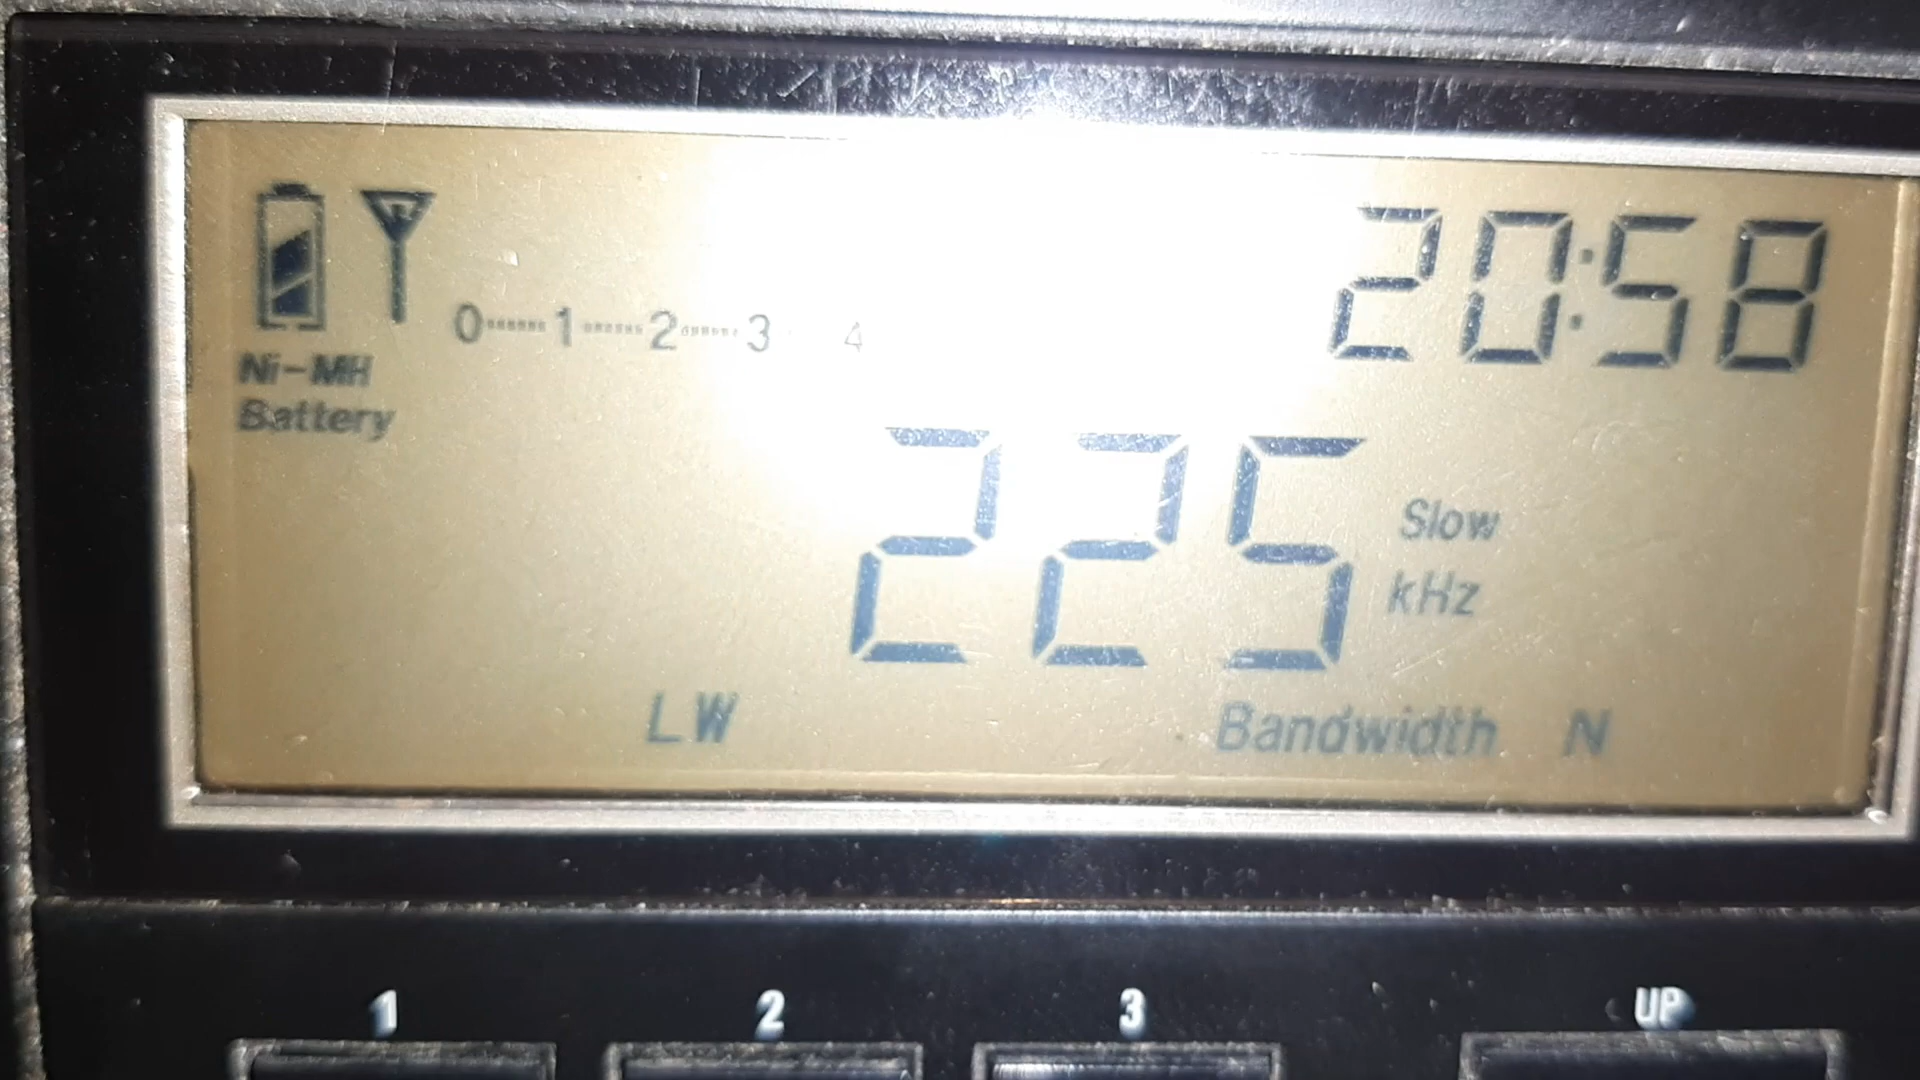 20:58
0 1 2 3 4
Ni-MH
Battery
225
Slow
kHz
LW
Bandwidth N
1 2 3 UP